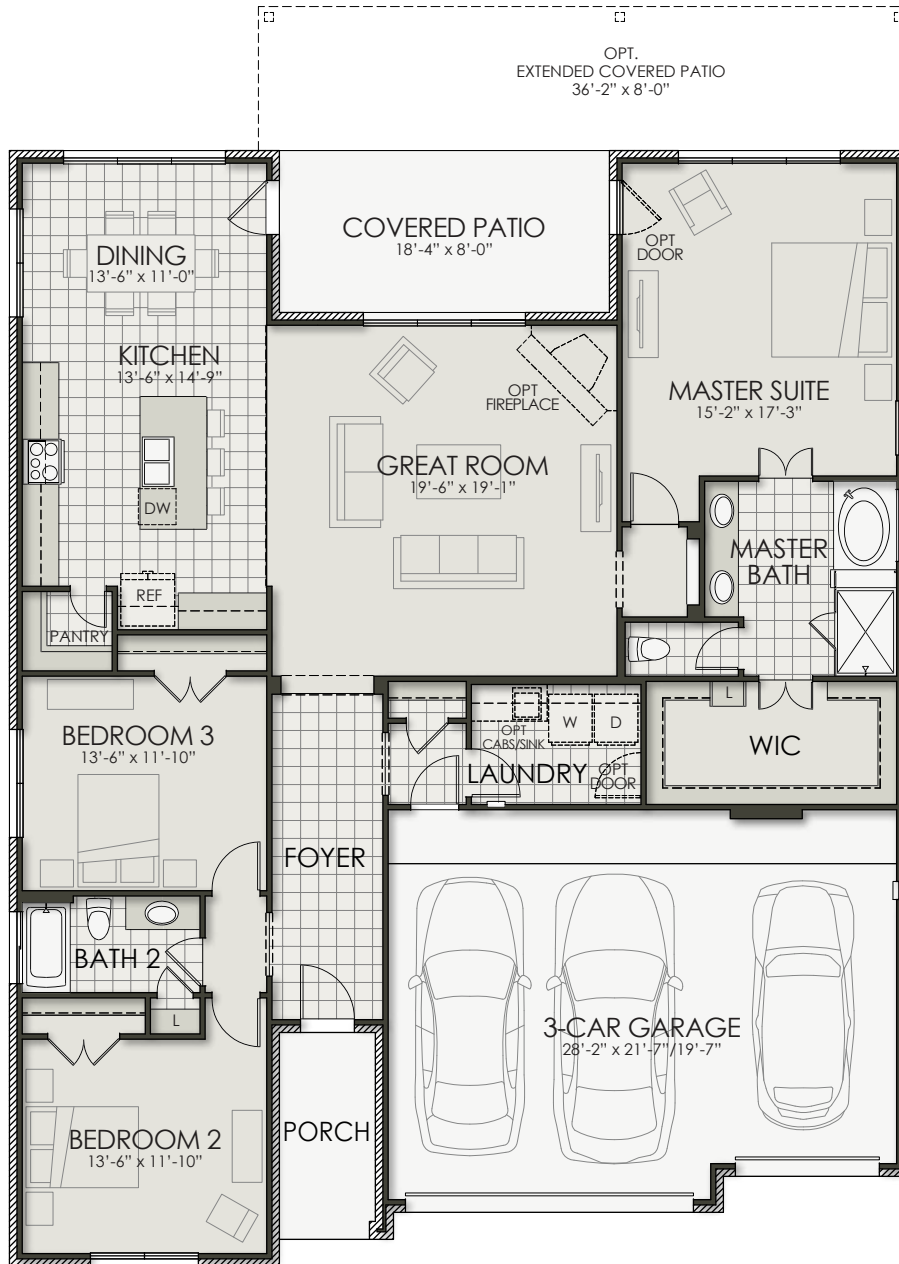 OPT.
EXTENDED COVERED PATIO
36'-2" x 8'-0"
COVERED PATIO
18'-4" x 8'-0"
DINING
13'-6" x 11'-0"
OPT
DOOR
KITCHEN
13'-6" x 14'-9"
OPT
FIREPLACE
MASTER SUITE
15'-2" x 17'-3"
GREAT ROOM
19'-6" x 19'-1"
DW
MASTER
BATH
REF
PANTRY
L
BEDROOM 3
13'-6" x 11'-10"
W
D
OPT
CABS/SINK
WIC
LAUNDRY
OPT
DOOR
FOYER
BATH 2
L
3-CAR GARAGE
28'-2" x 21'-7"/19'-7"
PORCH
BEDROOM 2
13'-6" x 11'-10"